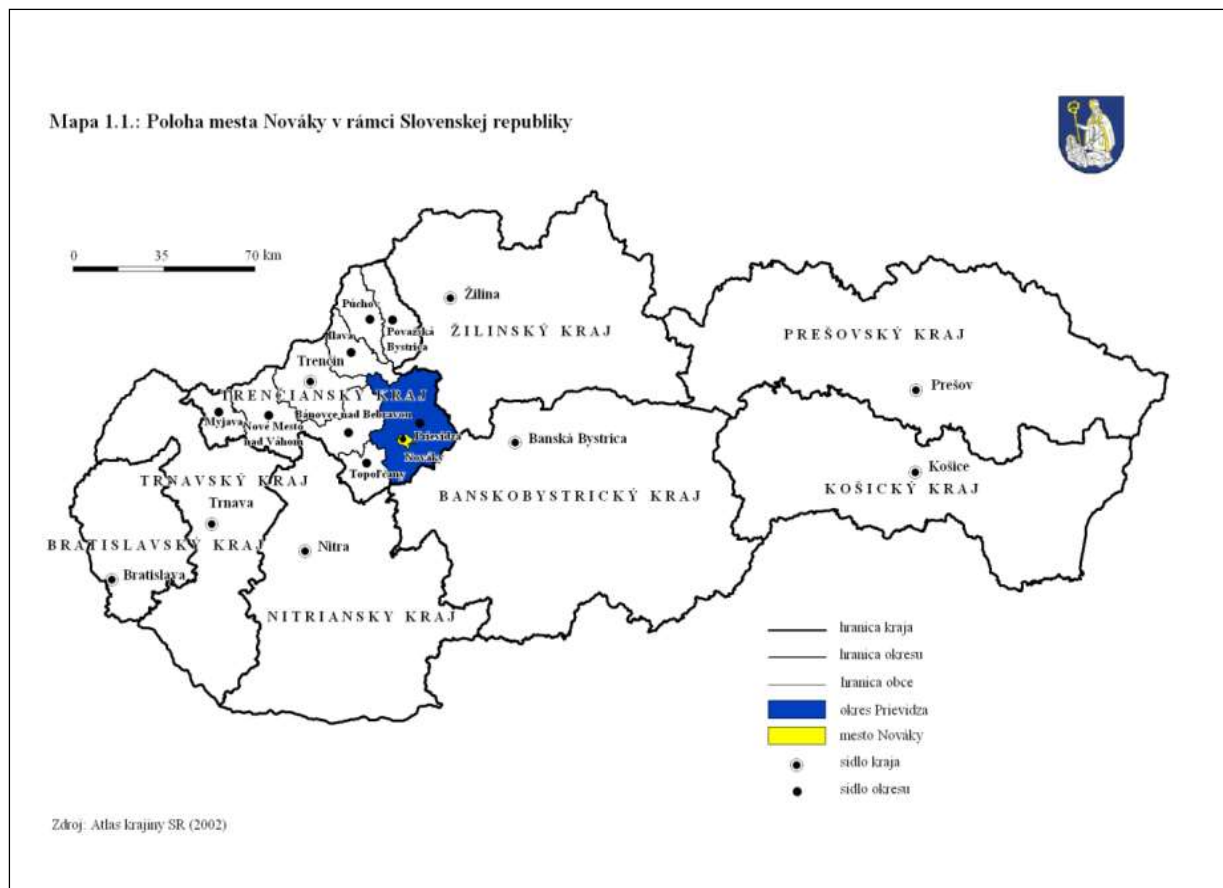 Mapa 1.1.: Poloha mesta Nováky v rámci Slovenskej republiky
0 35 70 km
Žilina
Púchov
Považská
Bystrica
ŽILINSKÝ KRAJ
PREŠOVSKÝ KRAJ
Ilava
Trenčín
Prešov
TRENČIANSKY KRAJ
Myjava
Nové Mesto
nad Váhom
Bánovce nad Bebravou
Prievidza
Nováky
Banská Bystrica
Topoľčany
Košice
TRNAVSKÝ KRAJ
KOŠICKÝ KRAJ
BANSKOBYSTRICKÝ KRAJ
Trnava
BRATISLAVSKÝ KRAJ
Nitra
Bratislava
NITRIANSKY KRAJ
hranica kraja
hranica okresu
hranica obce
okres Prievidza
mesto Nováky
sídlo kraja
sídlo okresu
Zdroj: Atlas krajiny SR (2002)